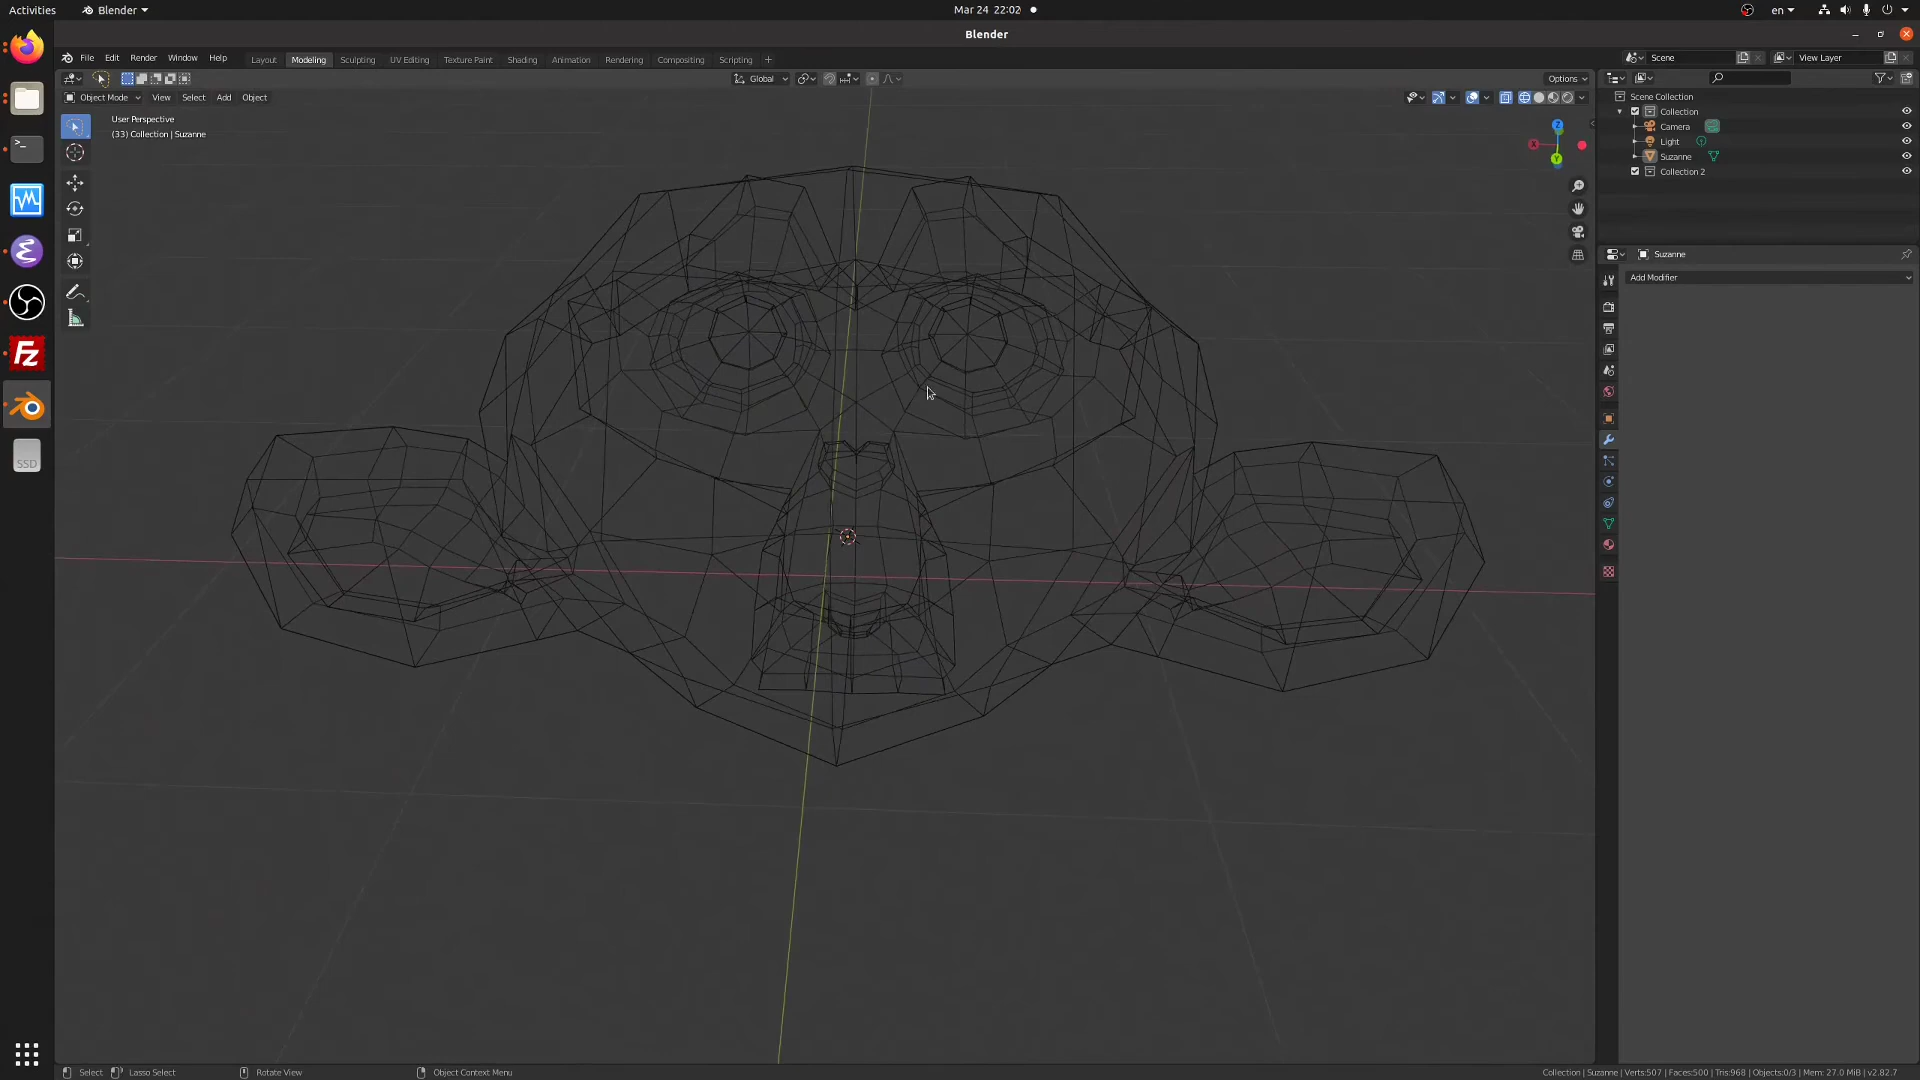 Activities
Blender
Mar 24 22:02
en
Blender
File Edit Render Window Help
Layout Modeling Sculpting UV Editing Texture Paint Shading Animation Rendering Compositing Scripting +
Scene
View Layer
Global
Options
Object Mode View Select Add Object
User Perspective
(33) Collection | Suzanne
Z
X
Y
Scene Collection
Collection
Camera
Light
Suzanne
Collection 2
Suzanne
Add Modifier
>_
Fz
SSD
Select Lasso Select Rotate View Object Context Menu
Collection | Suzanne | Verts:507 | Faces:500 | Tris:968 | Objects:0/3 | Mem: 27.0 MiB | v2.82.7